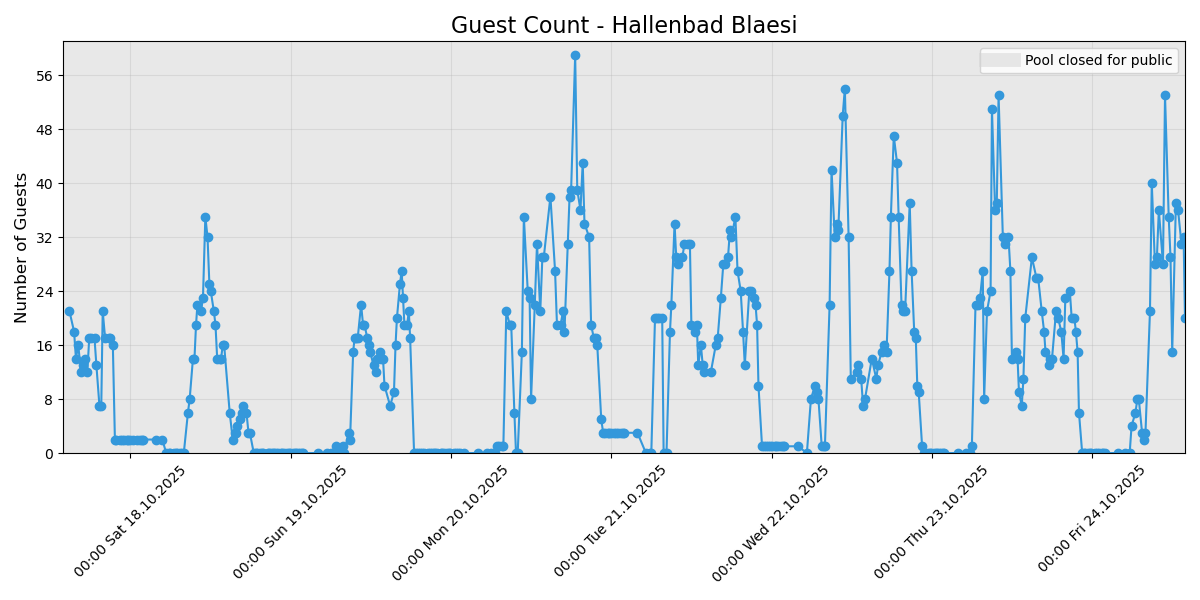 Guest Count - Hallenbad Blaesi
Pool closed for public
Number of Guests
56
48
40
32
24
16
8
0
00:00 Sat 18.10.2025
00:00 Sun 19.10.2025
00:00 Mon 20.10.2025
00:00 Tue 21.10.2025
00:00 Wed 22.10.2025
00:00 Thu 23.10.2025
00:00 Fri 24.10.2025